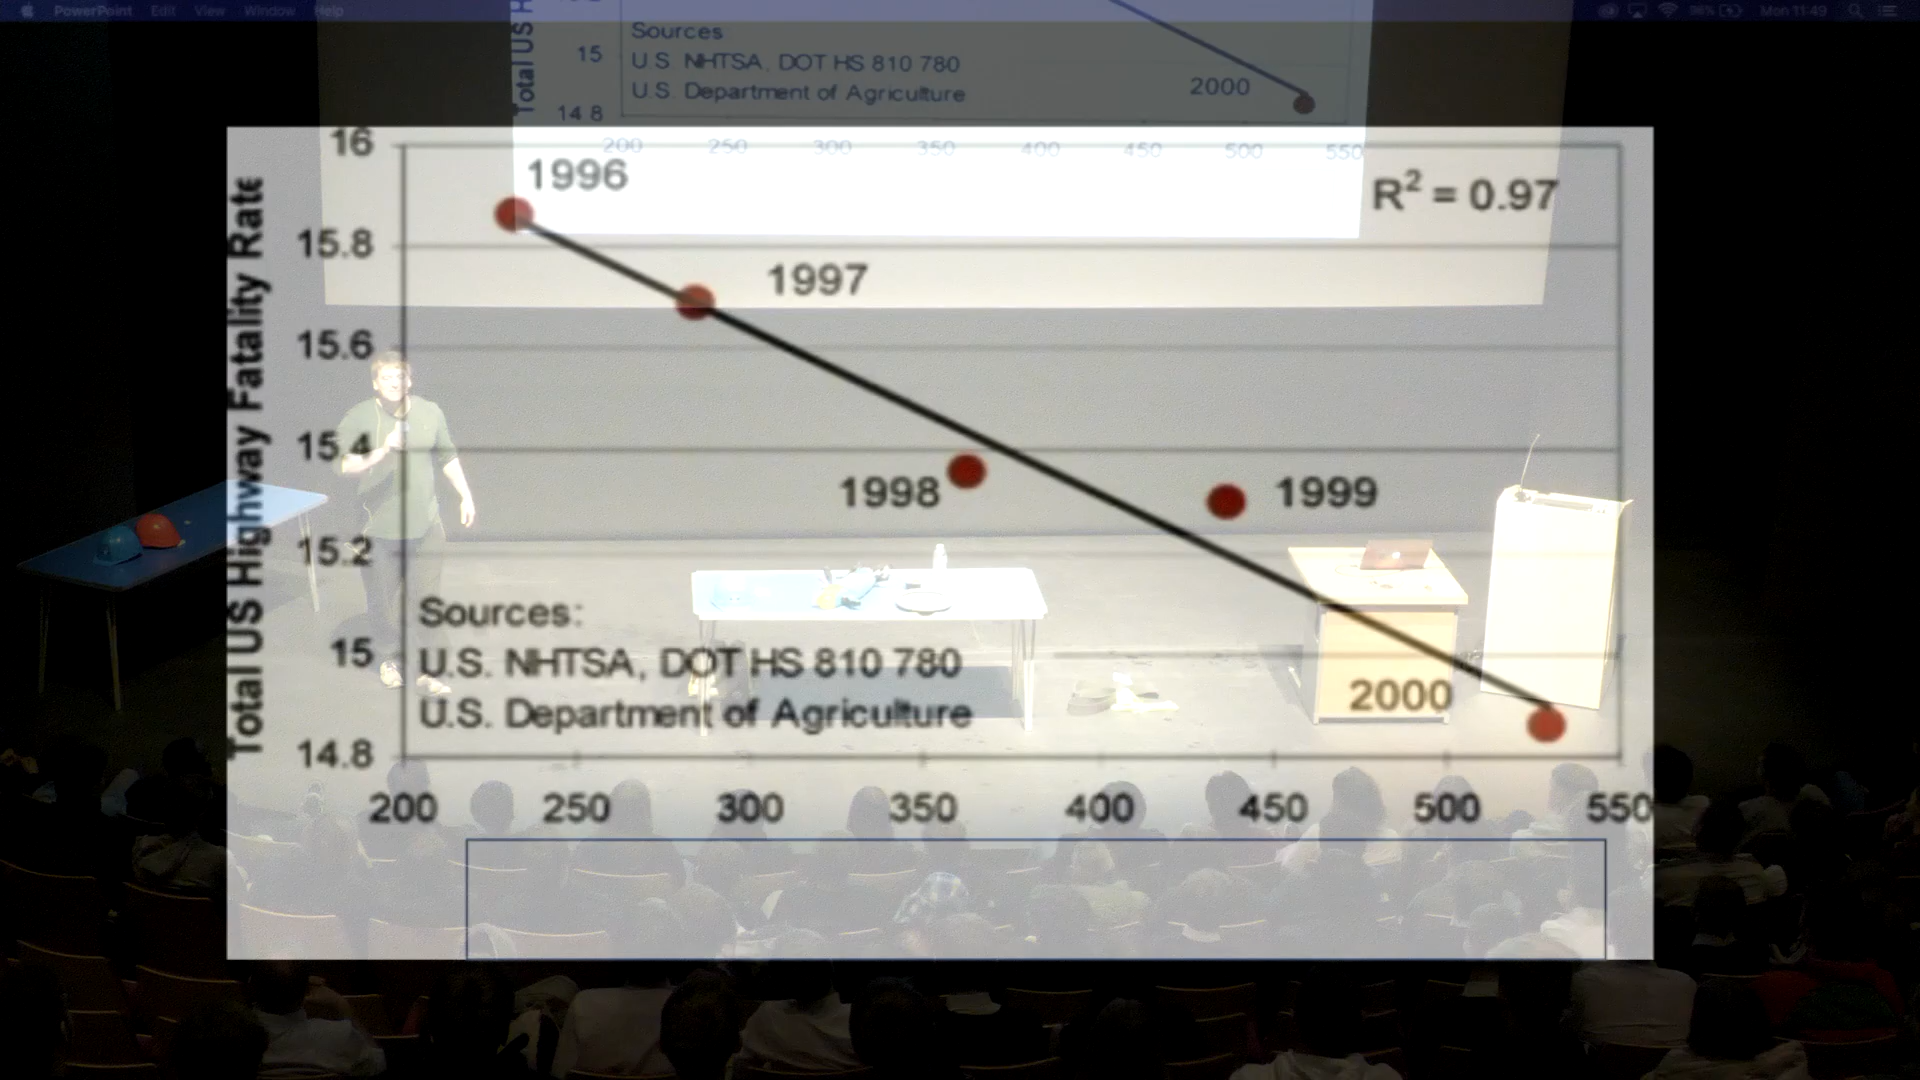 PowerPoint Edit View Window Help
96% Mon 11:49
Sources
U.S. NHTSA, DOT HS 810 780
U.S. Department of Agriculture
Total US H
15
14.8
2000
200 250 300 350 400 450 500 550
Total US Highway Fatality Rate
16
15.8
15.6
15.4
15.2
15
14.8
1996
1997
1998
1999
2000
R² = 0.97
Sources:
U.S. NHTSA, DOT HS 810 780
U.S. Department of Agriculture
200 250 300 350 400 450 500 550